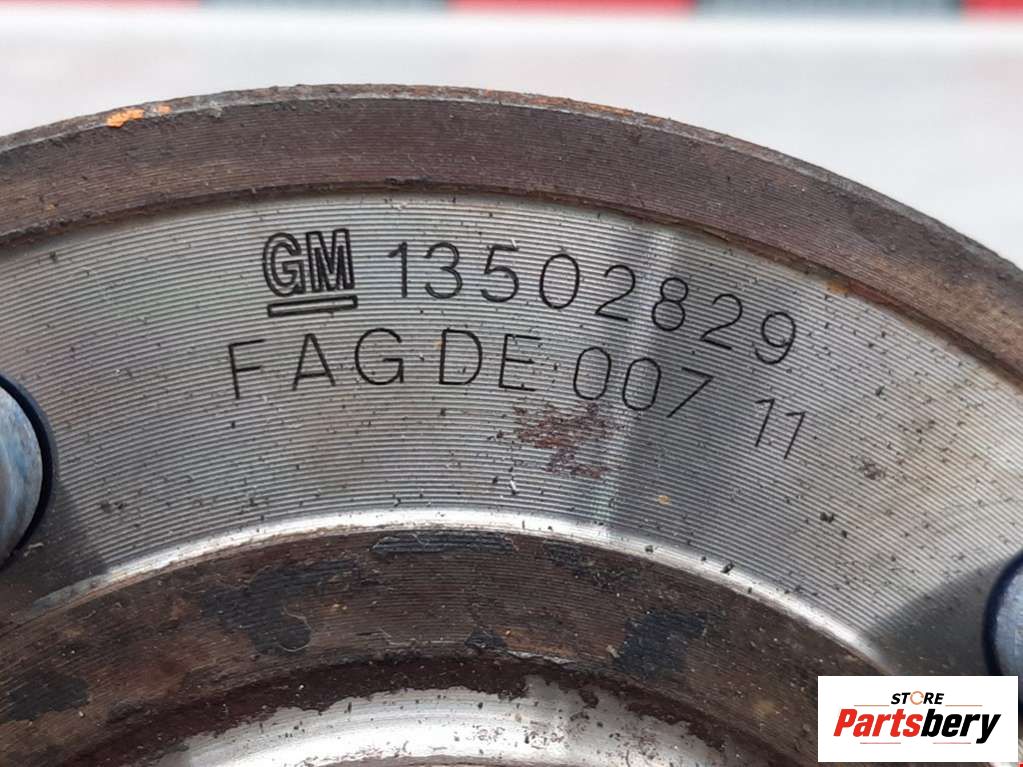 GM 13502829
FAG DE 007 11
STORE
Partsbery